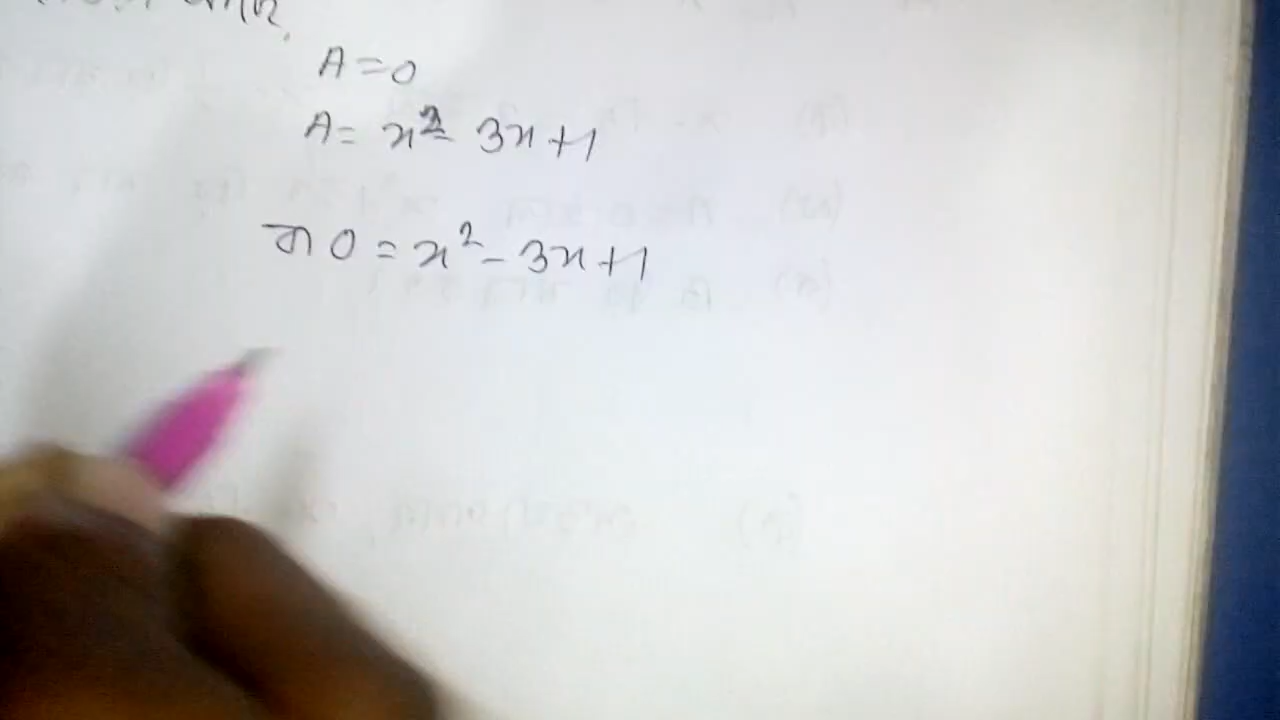 A = 0
A = x² - 3x + 1
বা 0 = x² - 3x + 1